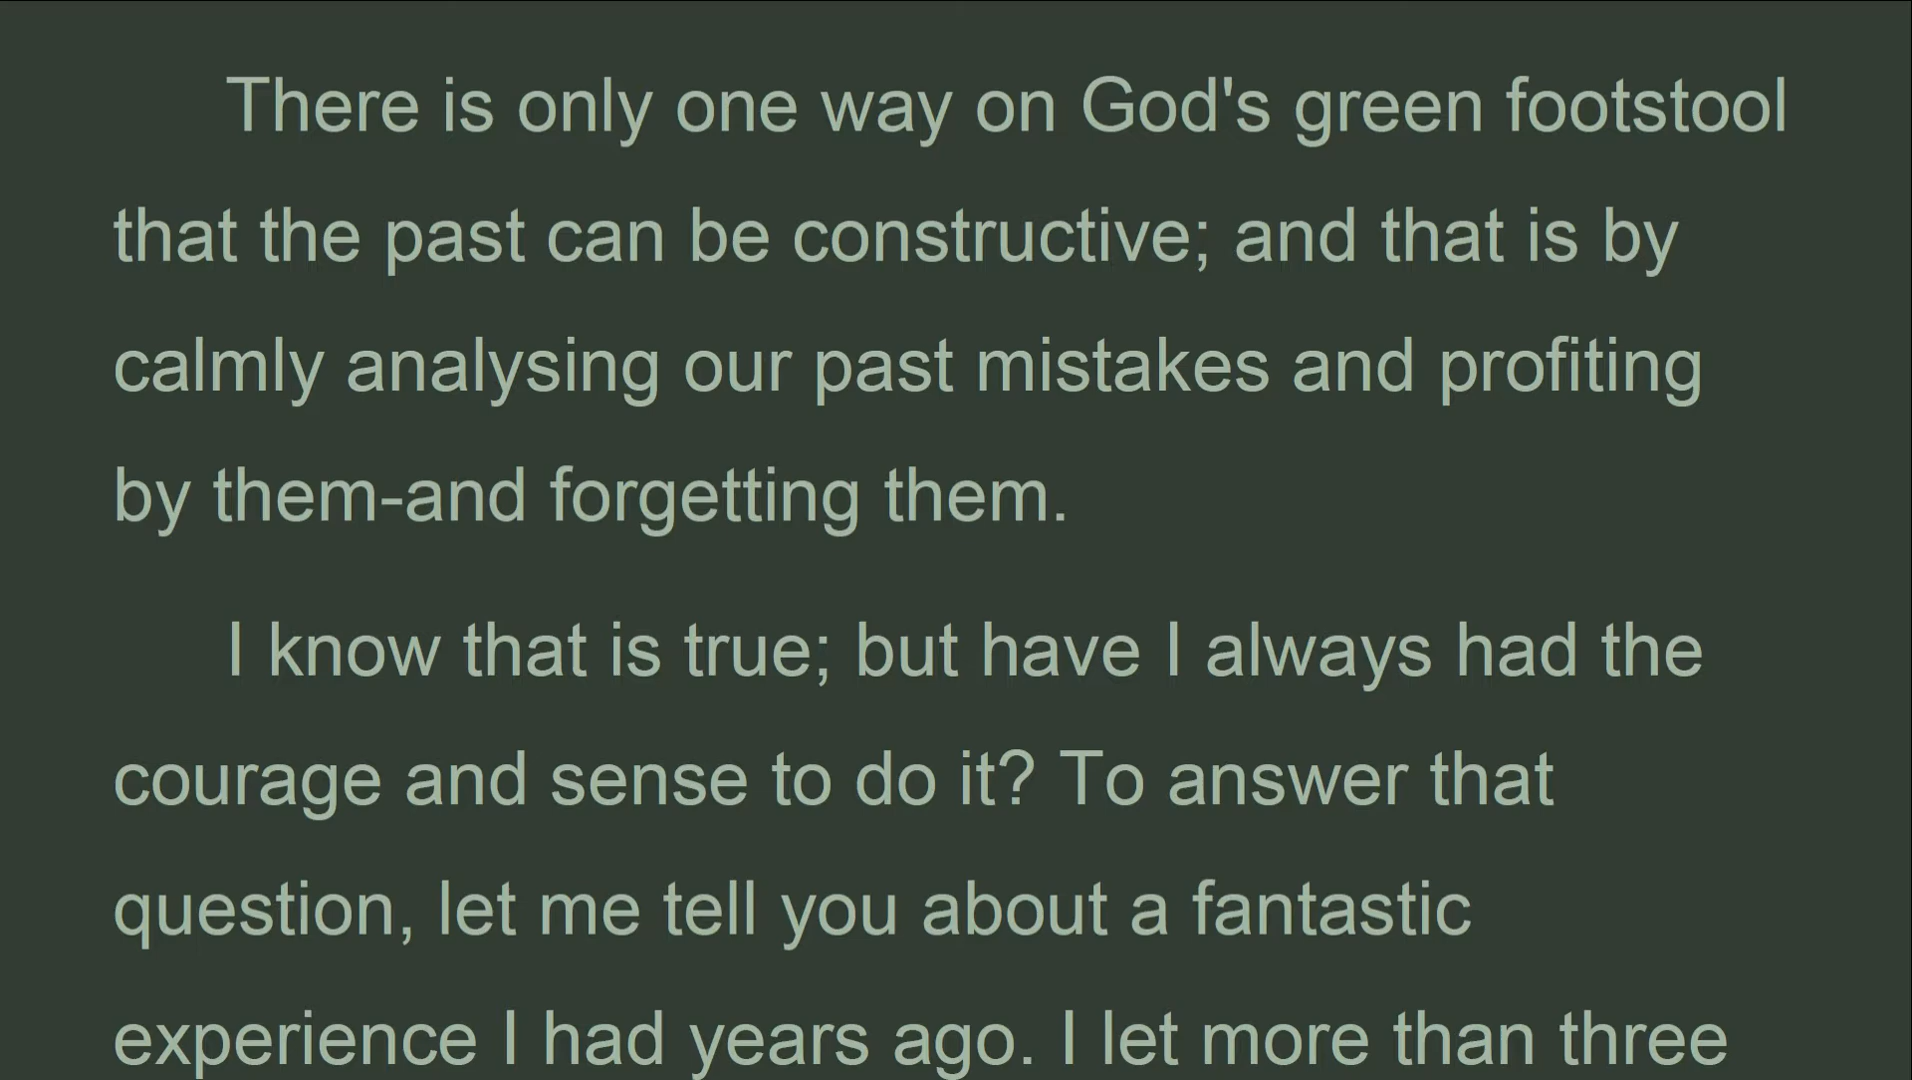 There is only one way on God's green footstool
that the past can be constructive; and that is by
calmly analysing our past mistakes and profiting
by them-and forgetting them.
I know that is true; but have I always had the
courage and sense to do it? To answer that
question, let me tell you about a fantastic
experience I had years ago. I let more than three